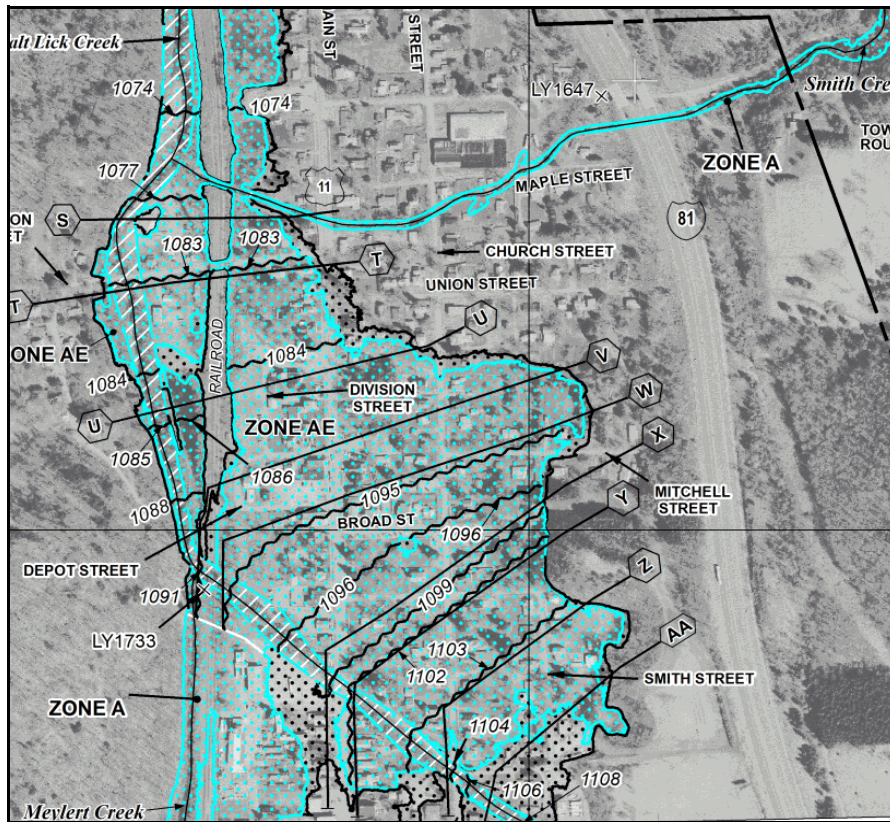 alt Lick Creek
AIN ST
STREET
1074
1074
LY1647
Smith Cre
TOW
ROU
ZONE A
1077
11
MAPLE STREET
S
81
ON
ET
1083
1083
T
CHURCH STREET
UNION STREET
T
U
ONE AE
RAILROAD
1084
V
1084
DIVISION
STREET
W
U
ZONE AE
X
1085
1086
1095
MITCHELL
STREET
Y
1088
BROAD ST
1096
DEPOT STREET
Z
1091
1096
1099
AA
LY1733
1103
1102
SMITH STREET
ZONE A
1104
1106
1108
Meylert Creek